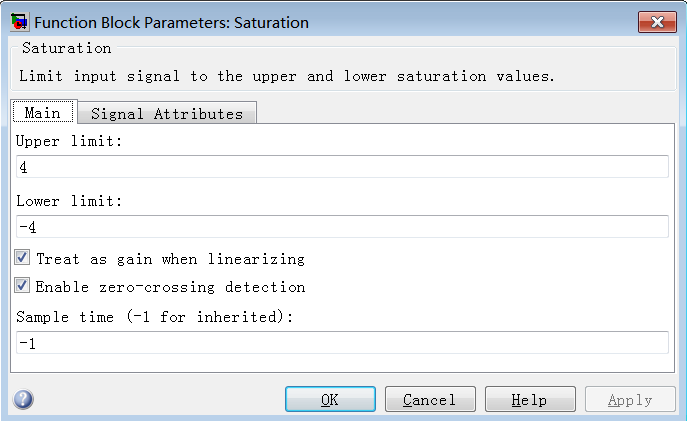 Function Block Parameters: Saturation
Saturation
Limit input signal to the upper and lower saturation values.
Main Signal Attributes
Upper limit:
4
Lower limit:
-4
Treat as gain when linearizing
Enable zero-crossing detection
Sample time (-1 for inherited):
-1
? OK Cancel Help Apply